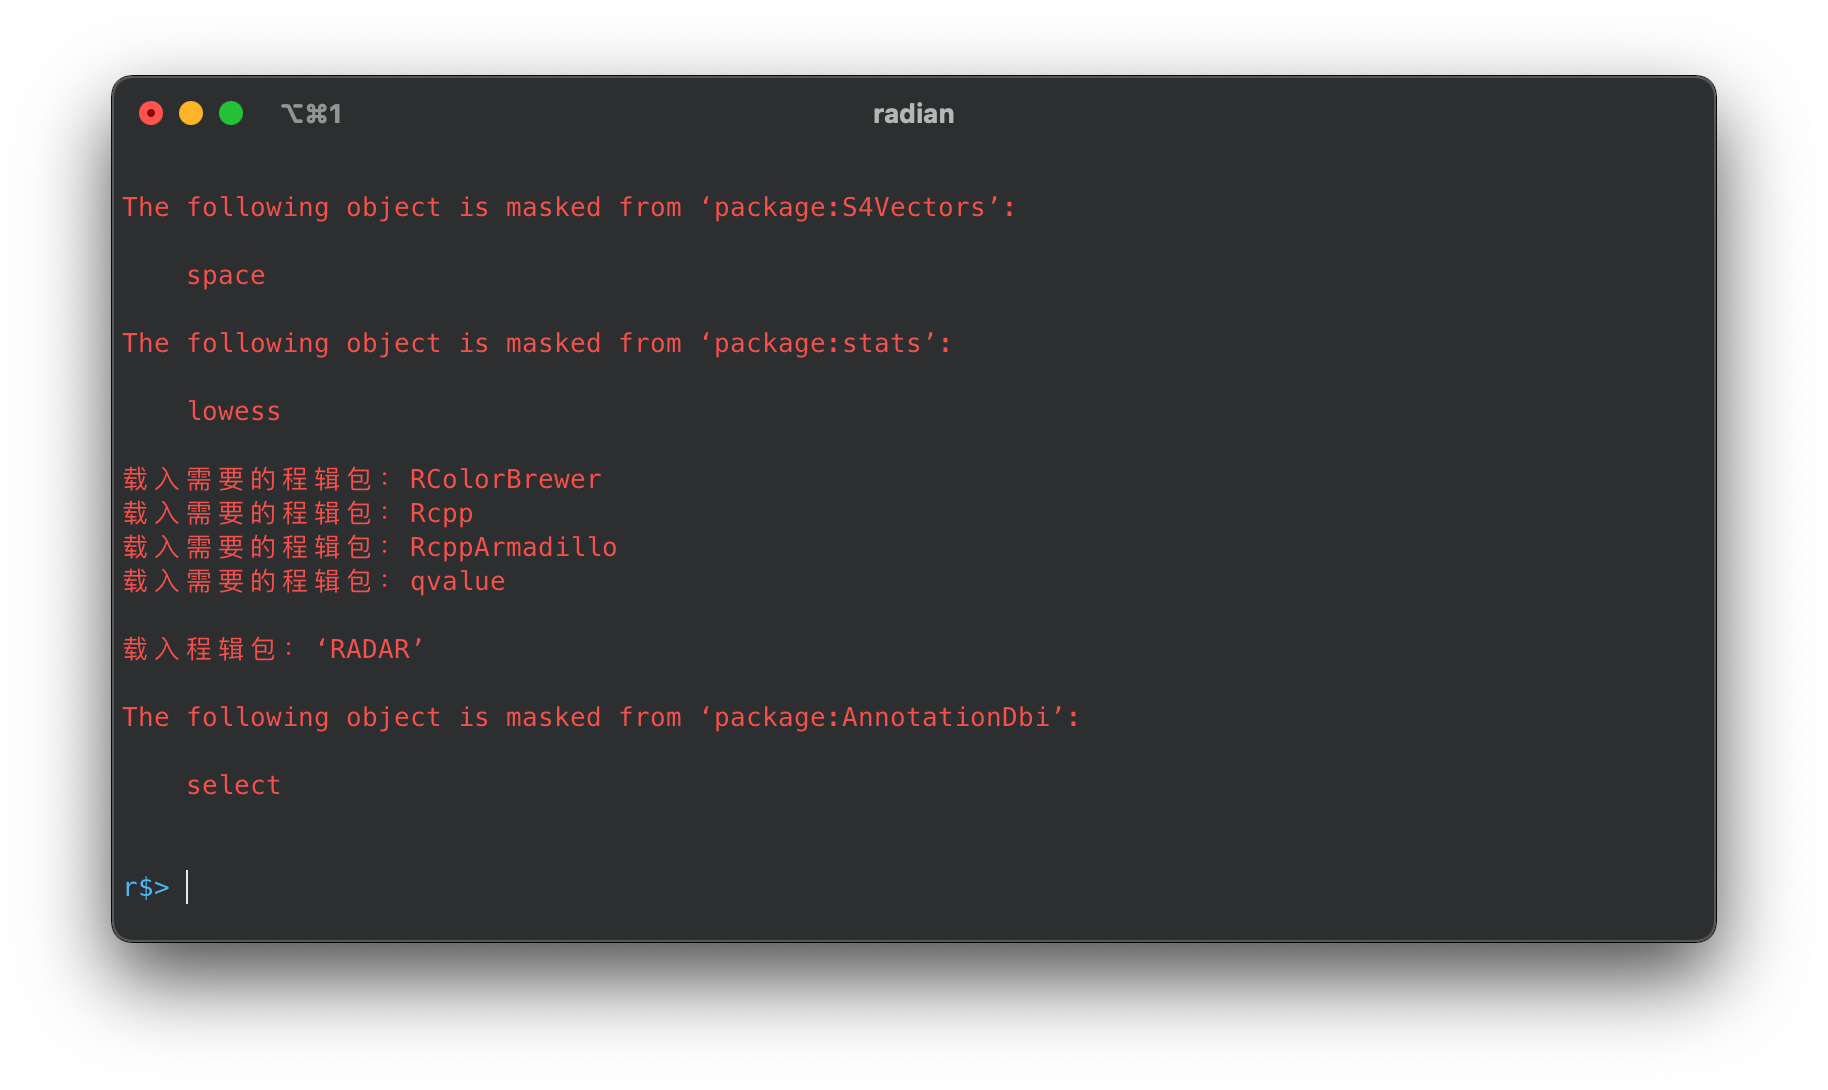 ⌥⌘1
radian
The following object is masked from ‘package:S4Vectors’:
space
The following object is masked from ‘package:stats’:
lowess
载入需要的程辑包：RColorBrewer
载入需要的程辑包：Rcpp
载入需要的程辑包：RcppArmadillo
载入需要的程辑包：qvalue
载入程辑包：‘RADAR’
The following object is masked from ‘package:AnnotationDbi’:
select
r$>